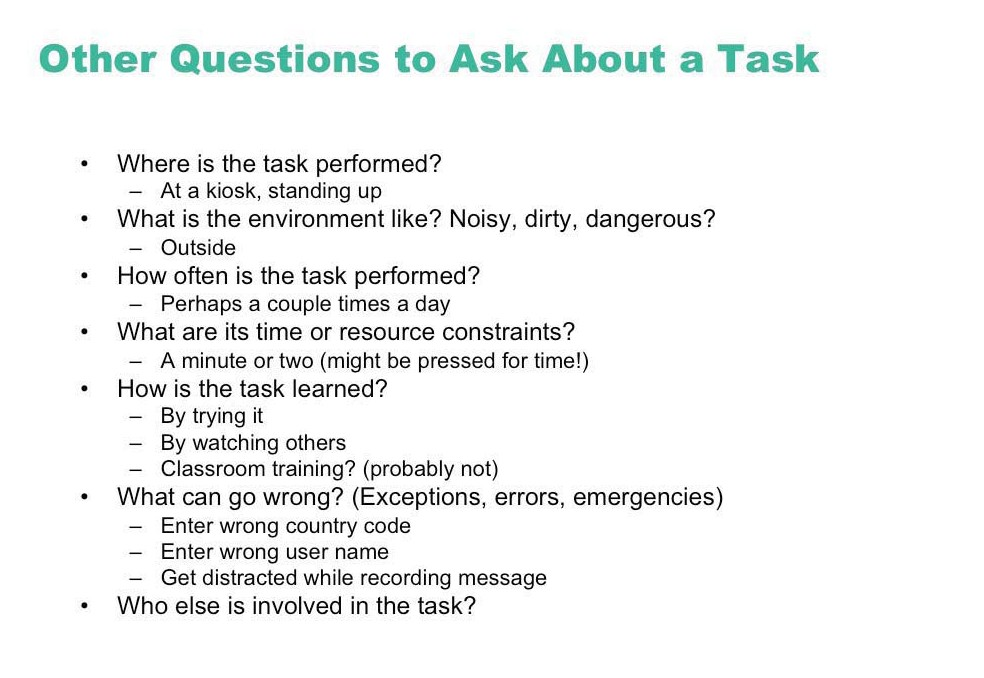 Other Questions to Ask About a Task
• Where is the task performed?
– At a kiosk, standing up
• What is the environment like? Noisy, dirty, dangerous?
– Outside
• How often is the task performed?
– Perhaps a couple times a day
• What are its time or resource constraints?
– A minute or two (might be pressed for time!)
• How is the task learned?
– By trying it
– By watching others
– Classroom training? (probably not)
• What can go wrong? (Exceptions, errors, emergencies)
– Enter wrong country code
– Enter wrong user name
– Get distracted while recording message
• Who else is involved in the task?